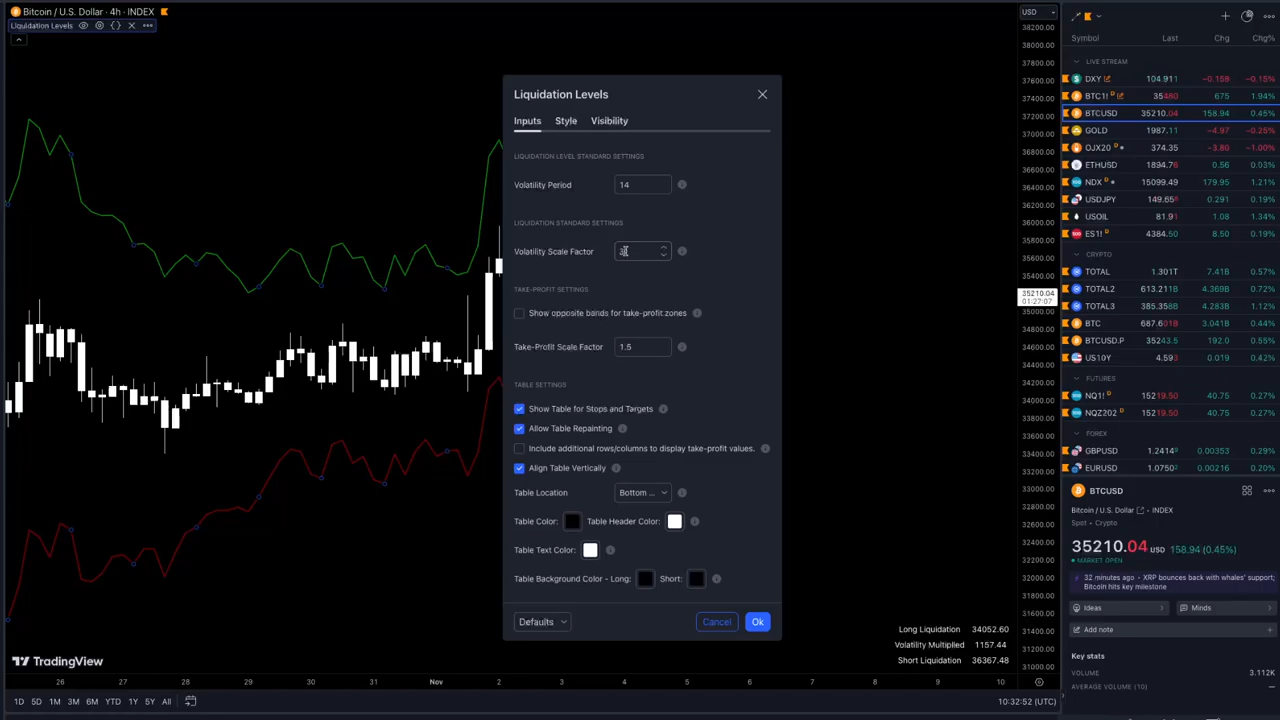 Bitcoin / U.S. Dollar · 4h · INDEX
Liquidation Levels
USD
38200.00
38000.00
37800.00
37600.00
37400.00
37200.00
37000.00
36800.00
36600.00
36400.00
36200.00
36000.00
35800.00
35600.00
35400.00
35210.04
01:27:07
35000.00
34800.00
34600.00
34400.00
34200.00
34000.00
33800.00
33600.00
33400.00
33200.00
33000.00
32800.00
32600.00
32400.00
32200.00
32000.00
31800.00
31600.00
31400.00
31200.00
31000.00
Liquidation Levels
Inputs Style Visibility
LIQUIDATION LEVEL STANDARD SETTINGS
Volatility Period 14
LIQUIDATION STANDARD SETTINGS
Volatility Scale Factor
TAKE-PROFIT SETTINGS
Show opposite bands for take-profit zones
Take-Profit Scale Factor 1.5
TABLE SETTINGS
Show Table for Stops and Targets
Allow Table Repainting
Include additional rows/columns to display take-profit values.
Align Table Vertically
Table Location Bottom ...
Table Color: Table Header Color:
Table Text Color:
Table Background Color - Long: Short:
Defaults Cancel Ok
Long Liquidation 34052.60
Volatility Multiplied 1157.44
Short Liquidation 36367.48
TradingView
26 27 28 29 30 31 Nov 2 3 4 5 6 7 8 9 10
1D 5D 1M 3M 6M YTD 1Y 5Y All
10:32:52 (UTC)
Symbol Last Chg Chg%
LIVE STREAM
DXY 104.911 −0.158 −0.15%
BTC1! D 35480 675 1.94%
BTCUSD 35210.04 158.94 0.45%
GOLD 1987.11 −4.97 −0.25%
OJX20 D 374.35 −3.80 −1.00%
ETHUSD 1894.76 0.56 0.03%
NDX D 15099.49 179.95 1.21%
USDJPY 149.656 0.291 0.19%
USOIL 81.91 1.08 1.34%
ES1! D 4384.50 8.50 0.19%
CRYPTO
TOTAL 1.301T 7.41B 0.57%
TOTAL2 613.211B 4.369B 0.72%
TOTAL3 385.358B 4.283B 1.12%
BTC 687.601B 3.041B 0.44%
BTCUSD.P 35243.5 192.0 0.55%
US10Y 4.593 0.019 0.42%
FUTURES
NQ1! D 15219.50 40.75 0.27%
NQZ202 D 15219.50 40.75 0.27%
FOREX
GBPUSD 1.24149 0.00353 0.29%
EURUSD 1.07502 0.00216 0.20%
BTCUSD
Bitcoin / U.S. Dollar · INDEX
Spot · Crypto
35210.04 USD 158.94 (0.45%)
MARKET OPEN
32 minutes ago · XRP bounces back with whales' support;
Bitcoin hits key milestone
Ideas Minds
Add note
Key stats
VOLUME 3.112K
AVERAGE VOLUME (10) —